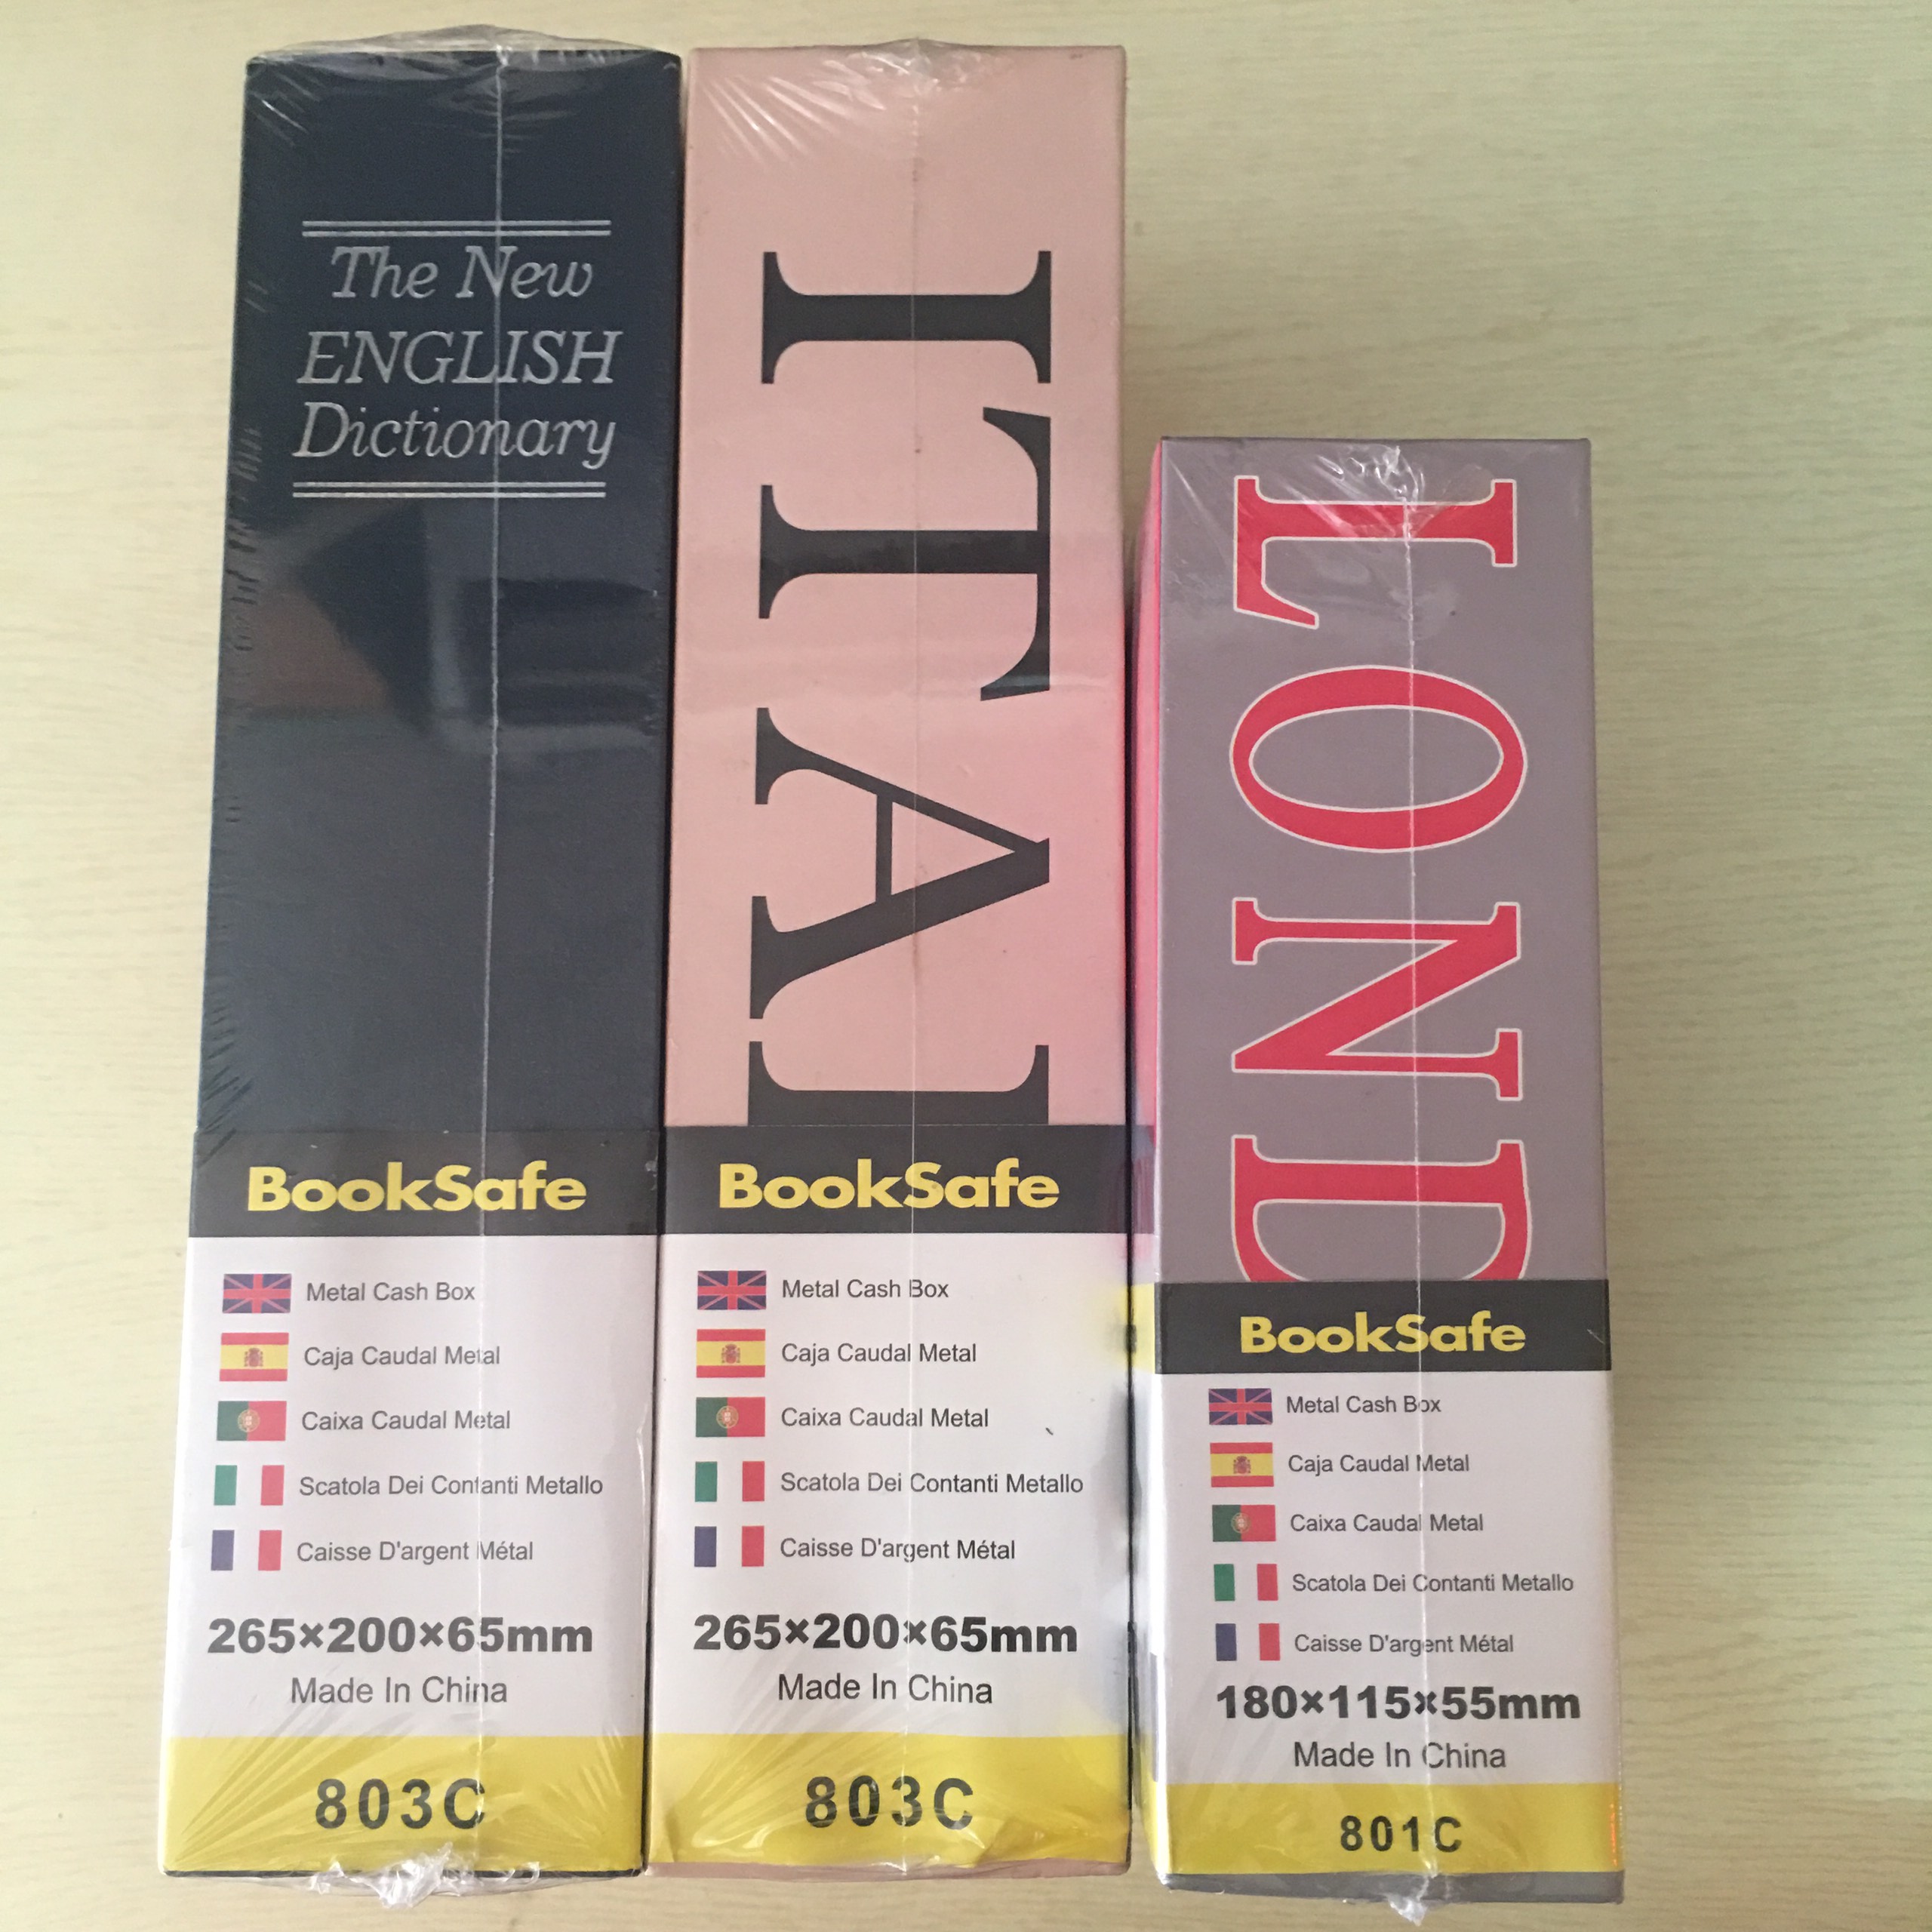 The New
ENGLISH
Dictionary
BookSafe
Metal Cash Box
Caja Caudal Metal
Caixa Caudal Metal
Scatola Dei Contanti Metallo
Caisse D'argent Métal
265×200×65mm
Made In China
803C
ITA
BookSafe
Metal Cash Box
Caja Caudal Metal
Caixa Caudal Metal
Scatola Dei Contanti Metallo
Caisse D'argent Métal
265×200×65mm
Made In China
803C
LOND
BookSafe
Metal Cash Box
Caja Caudal Metal
Caixa Caudal Metal
Scatola Dei Contanti Metallo
Caisse D'argent Métal
180×115×55mm
Made In China
801C